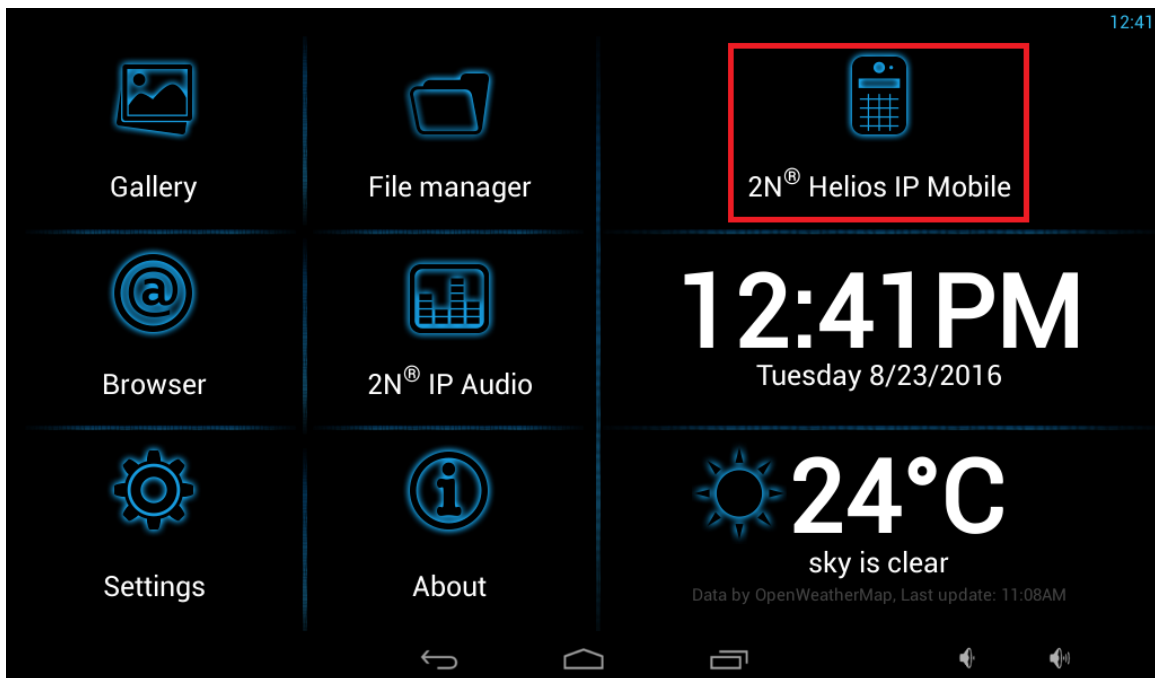 12:41
Gallery
File manager
2N® Helios IP Mobile
Browser
2N® IP Audio
12:41PM
Tuesday 8/23/2016
Settings
About
24°C
sky is clear
Data by OpenWeatherMap, Last update: 11:08AM